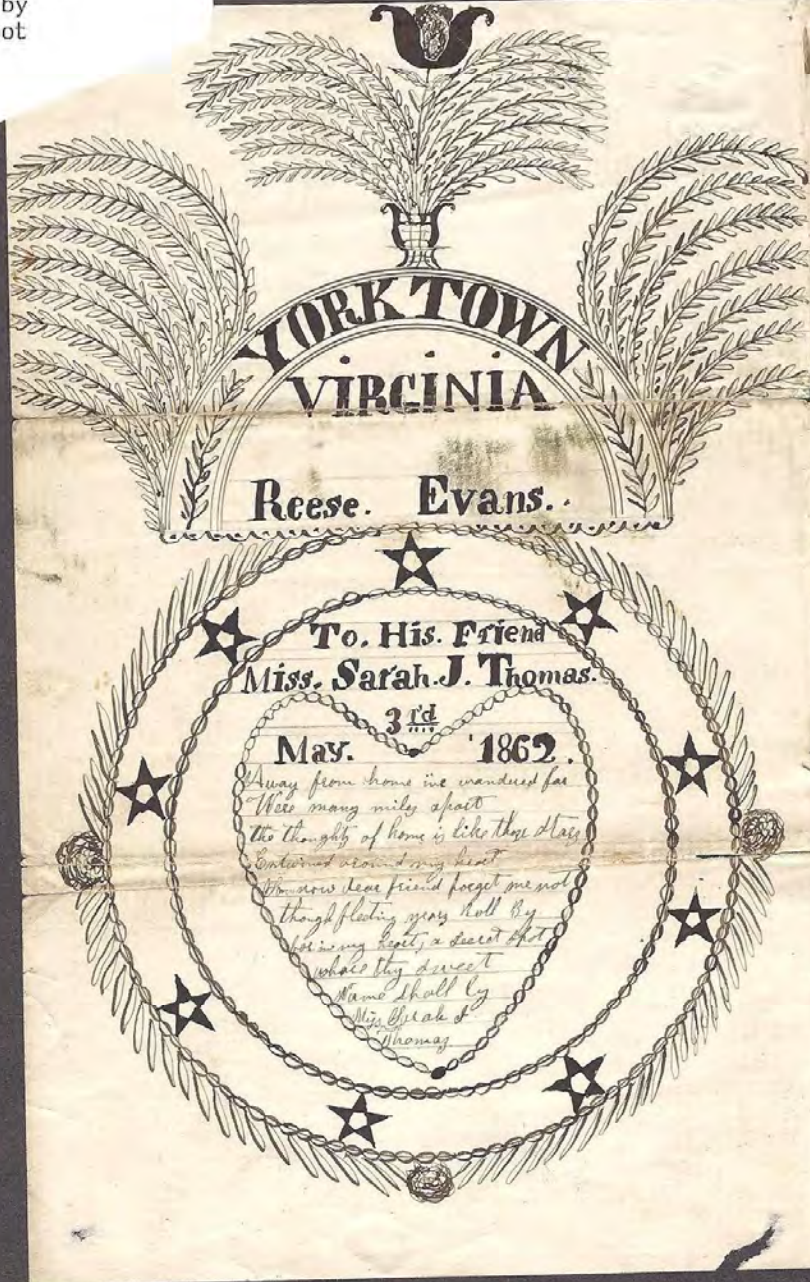 by
ot
YORKTOWN
VIRGINIA
Reese. Evans.
To. His. Friend
Miss. Sarah. J. Thomas.
3rd
May. 1862.
Away from home ive wandered far
Were many miles apart
the thoughts of home is like those stars
Entwined around my heart
now dear friend forget me not
though fleeting years Roll By
for in my heart, a secret spot
whare thy sweet
Name shall ly
Miss Sarah J
Thomas